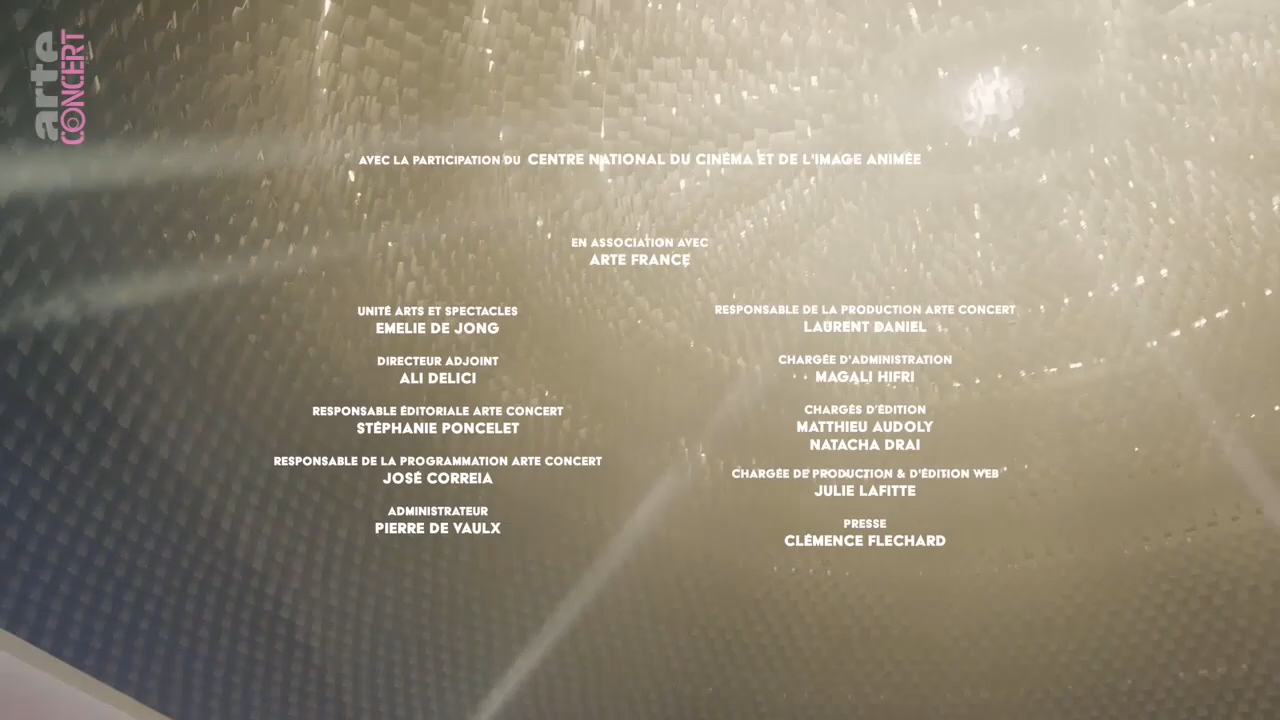 arte
CONCERT
AVEC LA PARTICIPATION DU CENTRE NATIONAL DU CINÉMA ET DE L'IMAGE ANIMÉE
EN ASSOCIATION AVEC
ARTE FRANCE
UNITÉ ARTS ET SPECTACLES
EMELIE DE JONG
DIRECTEUR ADJOINT
ALI DELICI
RESPONSABLE ÉDITORIALE ARTE CONCERT
STÉPHANIE PONCELET
RESPONSABLE DE LA PROGRAMMATION ARTE CONCERT
JOSÉ CORREIA
ADMINISTRATEUR
PIERRE DE VAULX
RESPONSABLE DE LA PRODUCTION ARTE CONCERT
LAURENT DANIEL
CHARGÉE D'ADMINISTRATION
MAGALI HIFRI
CHARGÉS D'ÉDITION
MATTHIEU AUDOLY
NATACHA DRAI
CHARGÉE DE PRODUCTION & D'ÉDITION WEB
JULIE LAFITTE
PRESSE
CLÉMENCE FLECHARD